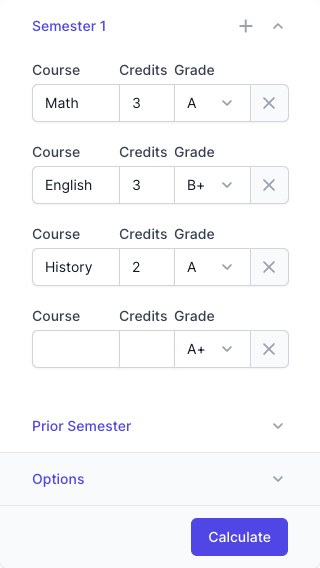 Semester 1
Course Credits Grade
Math 3 A
Course Credits Grade
English 3 B+
Course Credits Grade
History 2 A
Course Credits Grade
A+
Prior Semester
Options
Calculate